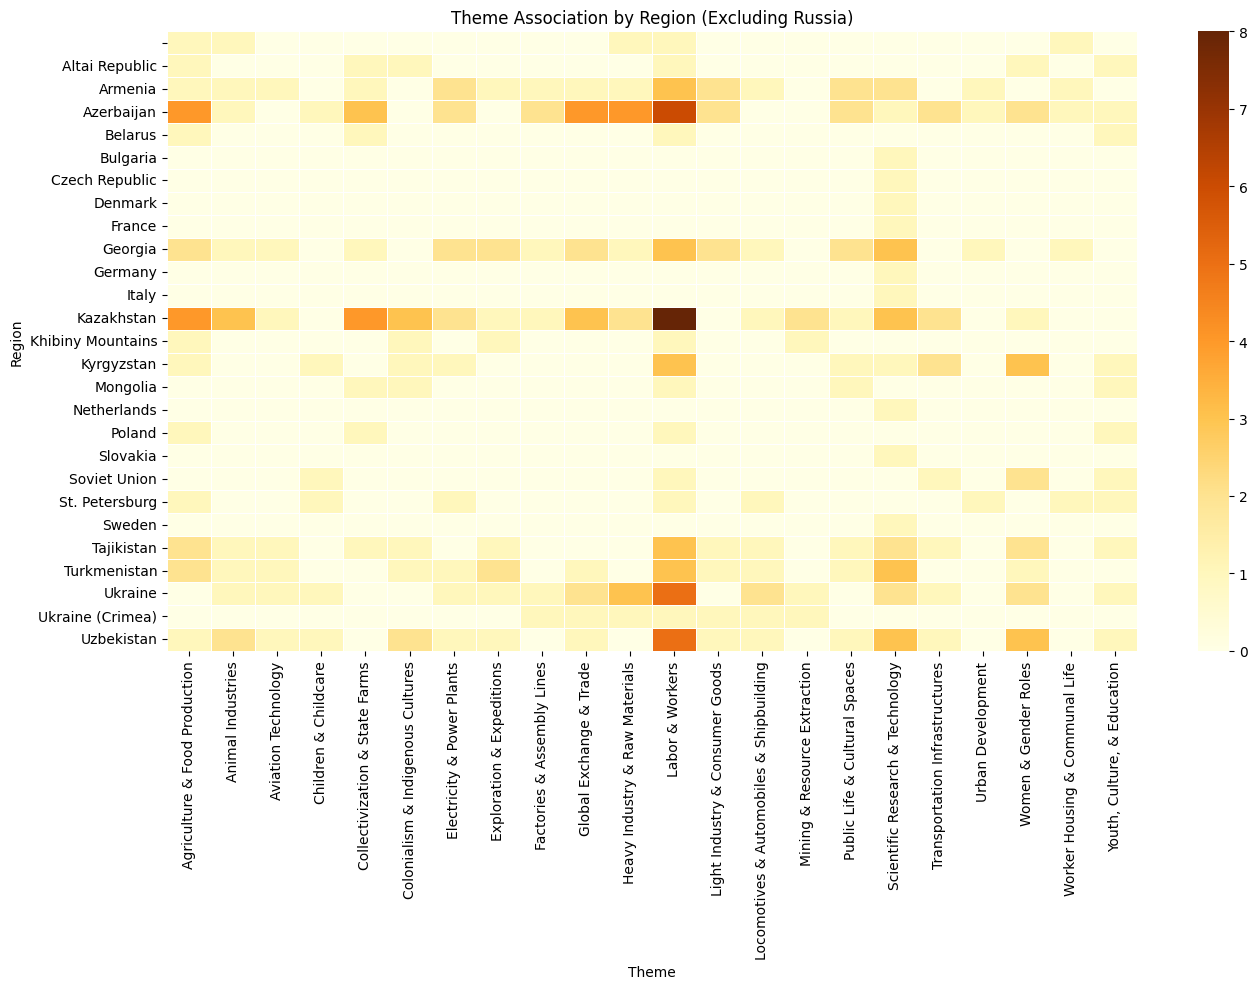 Theme Association by Region (Excluding Russia)
Region
Altai Republic
Armenia
Azerbaijan
Belarus
Bulgaria
Czech Republic
Denmark
France
Georgia
Germany
Italy
Kazakhstan
Khibiny Mountains
Kyrgyzstan
Mongolia
Netherlands
Poland
Slovakia
Soviet Union
St. Petersburg
Sweden
Tajikistan
Turkmenistan
Ukraine
Ukraine (Crimea)
Uzbekistan
Agriculture & Food Production
Animal Industries
Aviation Technology
Children & Childcare
Collectivization & State Farms
Colonialism & Indigenous Cultures
Electricity & Power Plants
Exploration & Expeditions
Factories & Assembly Lines
Global Exchange & Trade
Heavy Industry & Raw Materials
Labor & Workers
Light Industry & Consumer Goods
Locomotives & Automobiles & Shipbuilding
Mining & Resource Extraction
Public Life & Cultural Spaces
Scientific Research & Technology
Transportation Infrastructures
Urban Development
Women & Gender Roles
Worker Housing & Communal Life
Youth, Culture, & Education
Theme
8
7
6
5
4
3
2
1
0